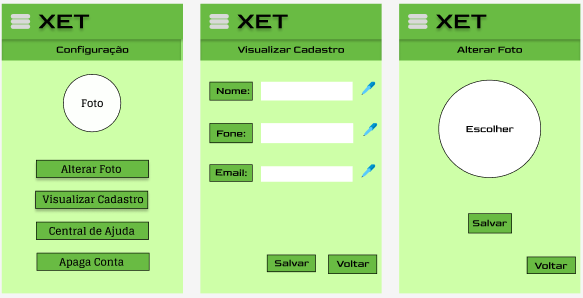 XET
Configuração
Foto
Alterar Foto
Visualizar Cadastro
Central de Ajuda
Apaga Conta
XET
Visualizar Cadastro
Nome:
Fone:
Email:
Salvar
Voltar
XET
Alterar Foto
Escolher
Salvar
Voltar